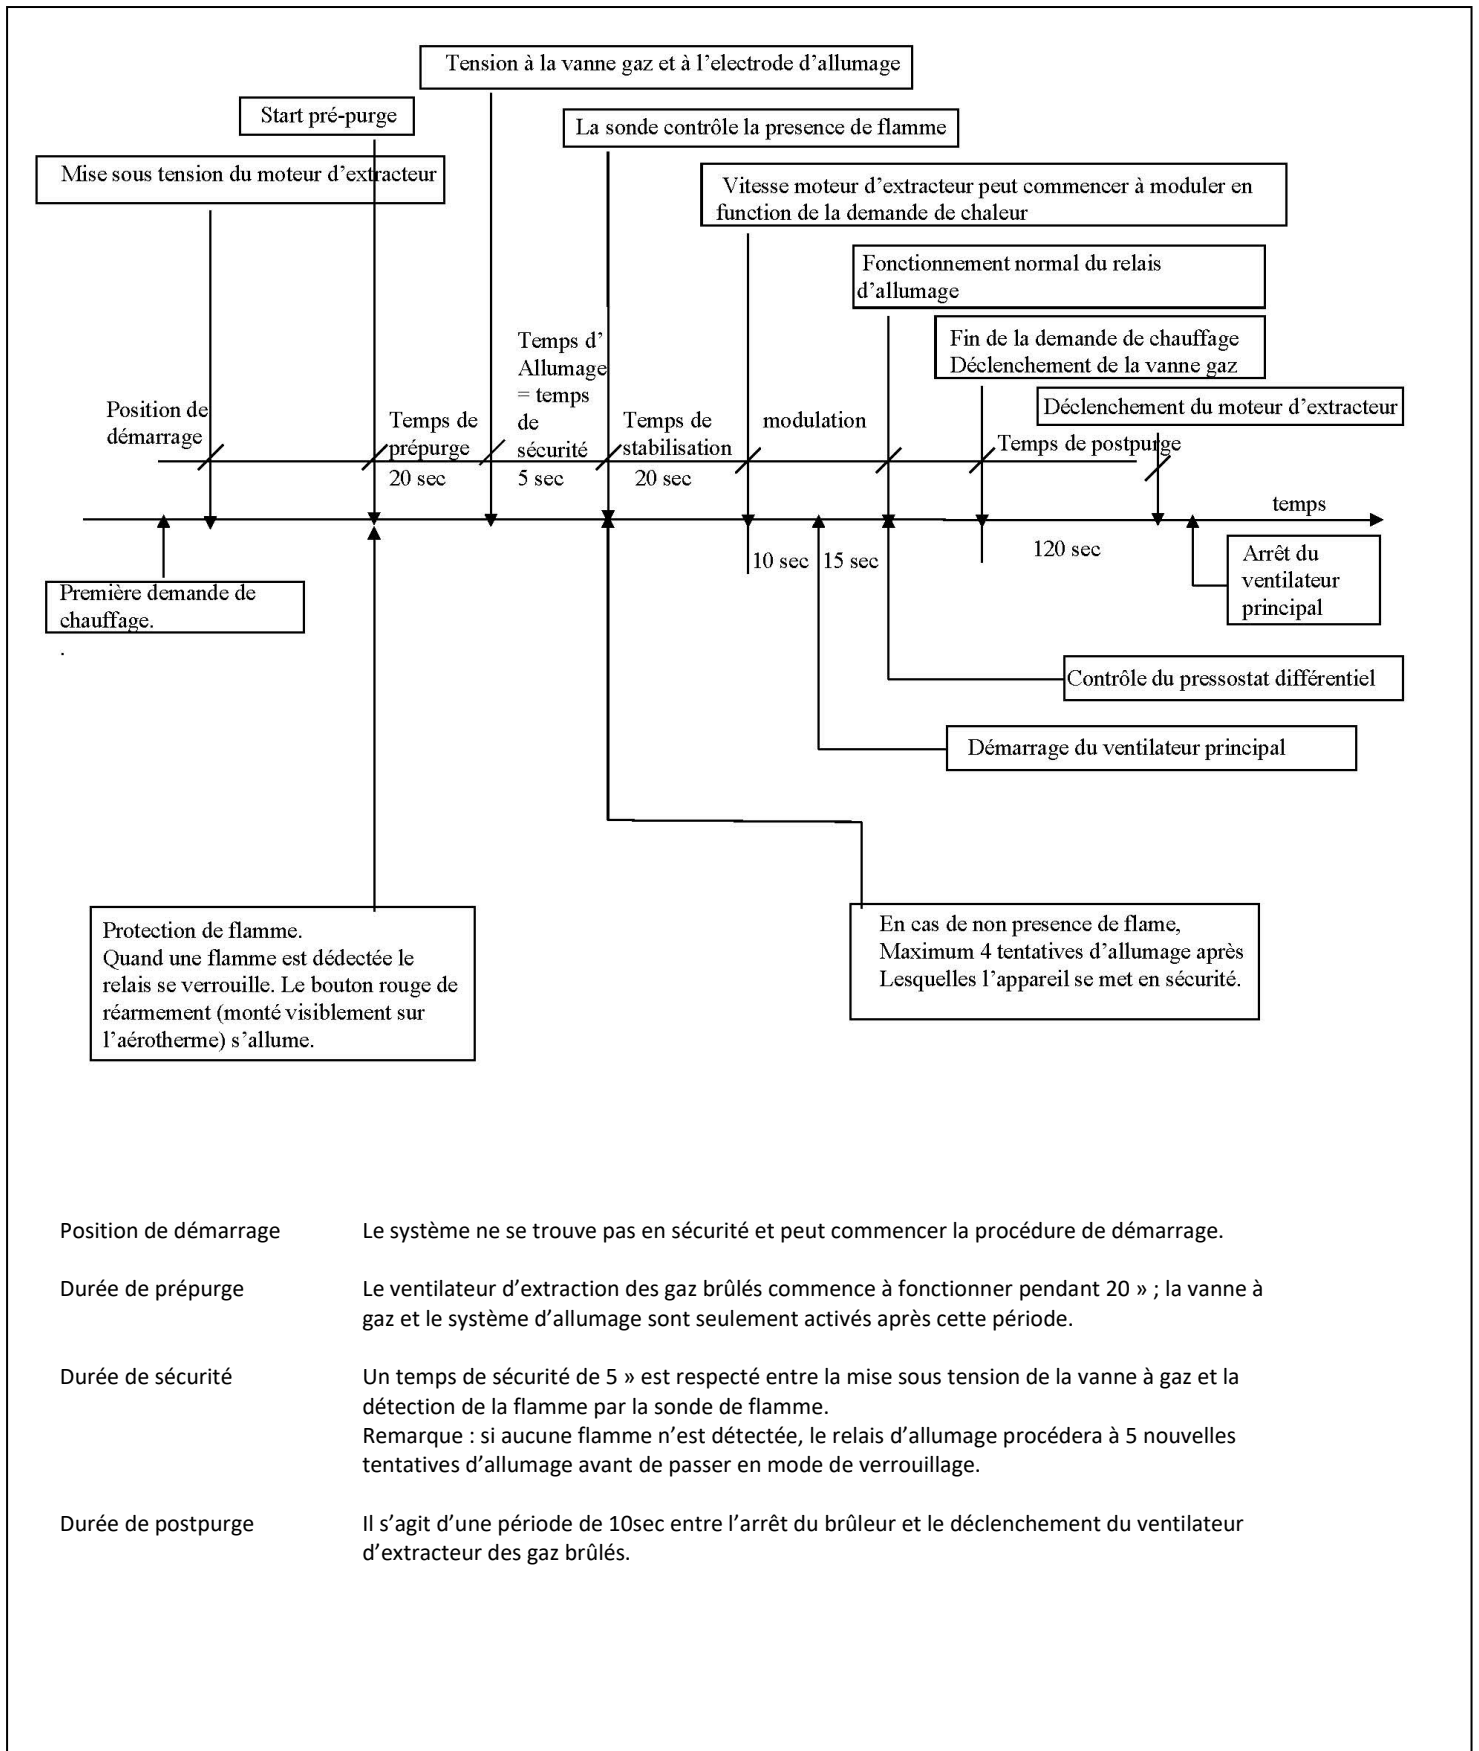 Tension à la vanne gaz et à l’electrode d’allumage
Start pré-purge
La sonde contrôle la presence de flamme
Mise sous tension du moteur d’extracteur
Vitesse moteur d’extracteur peut commencer à moduler en
function de la demande de chaleur
Fonctionnement normal du relais
d’allumage
Fin de la demande de chauffage
Déclenchement de la vanne gaz
Déclenchement du moteur d’extracteur
Position de
démarrage
Temps de
prépurge
20 sec
Temps d’
Allumage
= temps
de
sécurité
5 sec
Temps de
stabilisation
20 sec
modulation
Temps de postpurge
temps
10 sec
15 sec
120 sec
Première demande de
chauffage.
.
Arrêt du
ventilateur
principal
Contrôle du pressostat différentiel
Démarrage du ventilateur principal
Protection de flamme.
Quand une flamme est dédectée le
relais se verrouille. Le bouton rouge de
réarmement (monté visiblement sur
l’aérotherme) s’allume.
En cas de non presence de flame,
Maximum 4 tentatives d’allumage après
Lesquelles l’appareil se met en sécurité.
Position de démarrage Le système ne se trouve pas en sécurité et peut commencer la procédure de démarrage.
Durée de prépurge Le ventilateur d’extraction des gaz brûlés commence à fonctionner pendant 20 » ; la vanne à
gaz et le système d’allumage sont seulement activés après cette période.
Durée de sécurité Un temps de sécurité de 5 » est respecté entre la mise sous tension de la vanne à gaz et la
détection de la flamme par la sonde de flamme.
Remarque : si aucune flamme n’est détectée, le relais d’allumage procédera à 5 nouvelles
tentatives d’allumage avant de passer en mode de verrouillage.
Durée de postpurge Il s’agit d’une période de 10sec entre l’arrêt du brûleur et le déclenchement du ventilateur
d’extracteur des gaz brûlés.